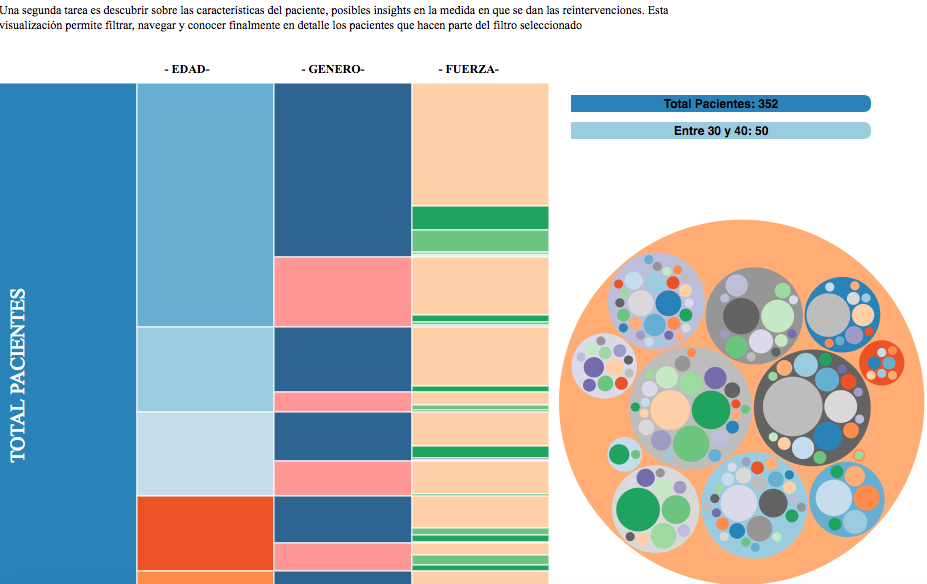 Una segunda tarea es descubrir sobre las características del paciente, posibles insights en la medida en que se dan las reintervenciones. Esta
visualización permite filtrar, navegar y conocer finalmente en detalle los pacientes que hacen parte del filtro seleccionado
- EDAD-
- GENERO-
- FUERZA-
Total Pacientes: 352
Entre 30 y 40: 50
TOTAL PACIENTES